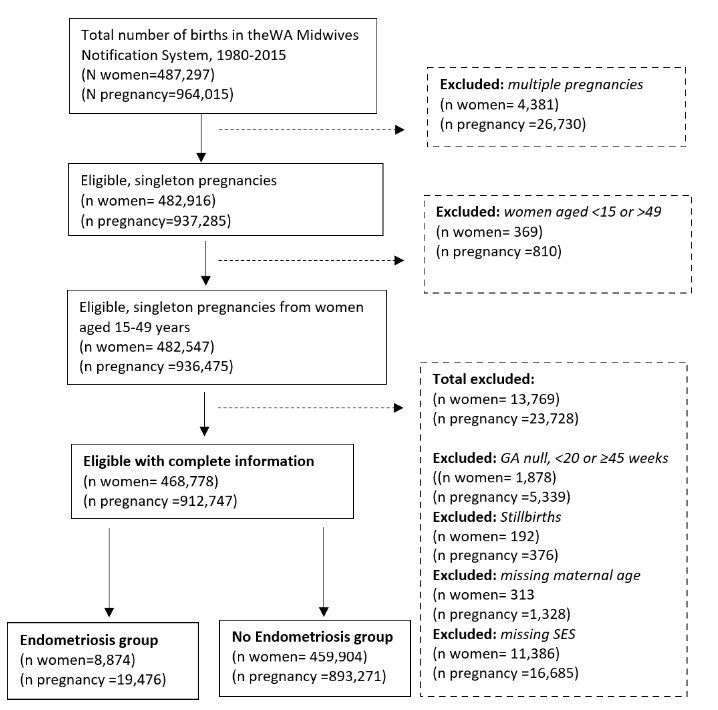 Total number of births in theWA Midwives
Notification System, 1980-2015
(N women=487,297)
(N pregnancy=964,015)
Excluded: multiple pregnancies
(n women= 4,381)
(n pregnancy =26,730)
Eligible, singleton pregnancies
(n women= 482,916)
(n pregnancy=937,285)
Excluded: women aged <15 or >49
(n women= 369)
(n pregnancy =810)
Eligible, singleton pregnancies from women
aged 15-49 years
(n women= 482,547)
(n pregnancy =936,475)
Total excluded:
(n women= 13,769)
(n pregnancy =23,728)
Excluded: GA null, <20 or ≥45 weeks
((n women= 1,878)
(n pregnancy =5,339)
Excluded: Stillbirths
(n women= 192)
(n pregnancy =376)
Excluded: missing maternal age
(n women= 313
(n pregnancy =1,328)
Excluded: missing SES
(n women= 11,386)
(n pregnancy =16,685)
Eligible with complete information
(n women= 468,778)
(n pregnancy =912,747)
Endometriosis group
(n women=8,874)
(n pregnancy =19,476)
No Endometriosis group
(n women= 459,904)
(n pregnancy =893,271)